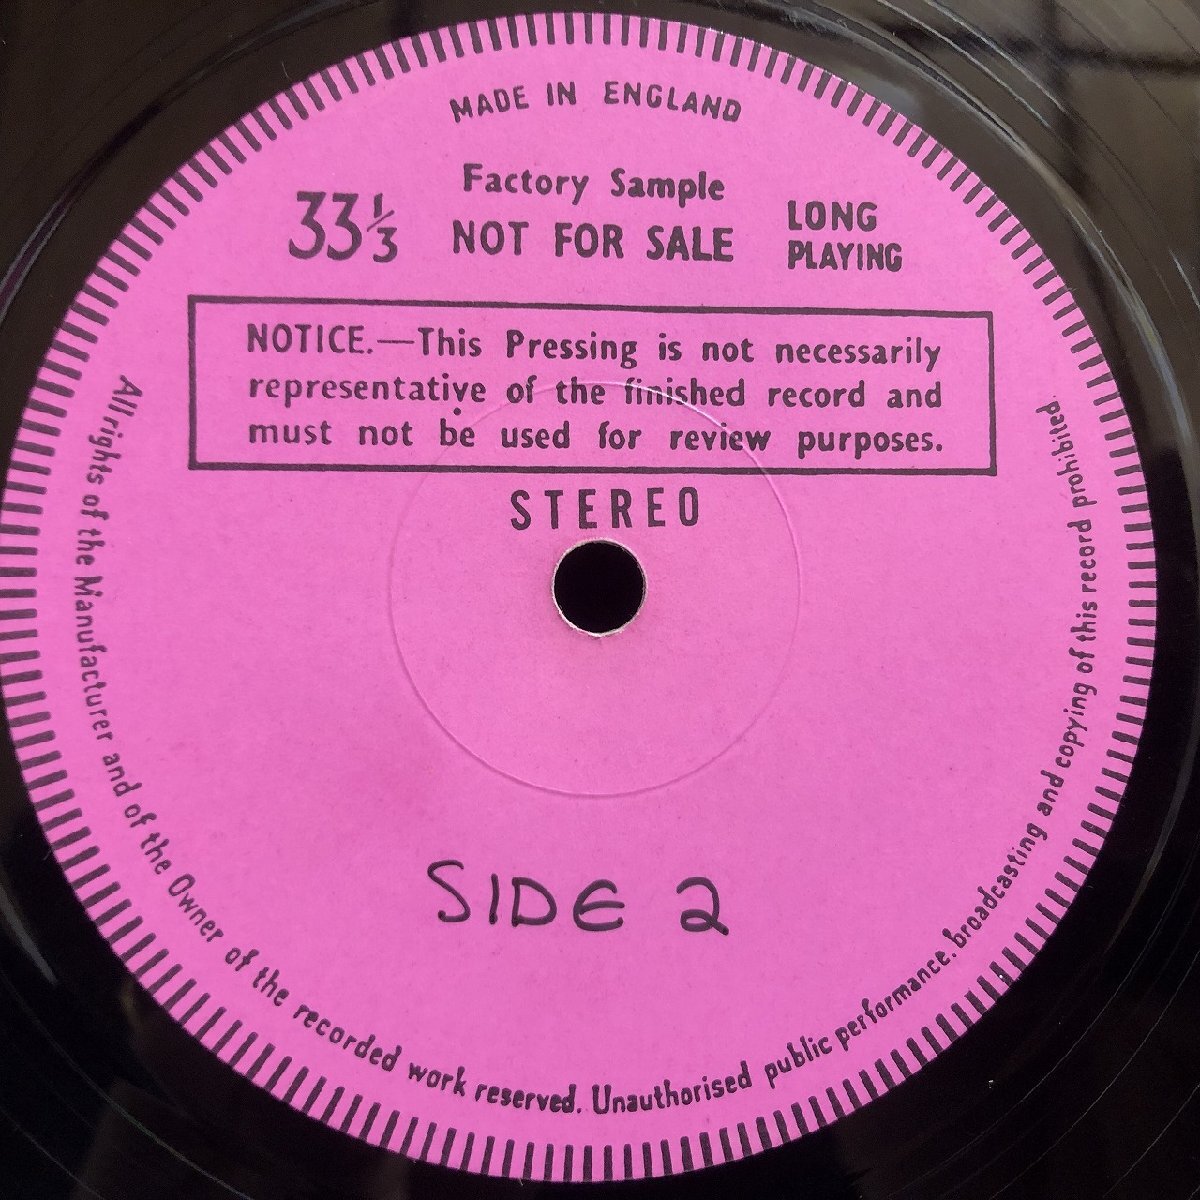 MADE IN ENGLAND
Factory Sample
33⅓
NOT FOR SALE
LONG
PLAYING
NOTICE.—This Pressing is not necessarily
representative of the finished record and
must not be used for review purposes.
STEREO
SIDE 2
All rights of the Manufacturer and of the Owner of the recorded work reserved. Unauthorised public performance, broadcasting and copying of this record prohibited.